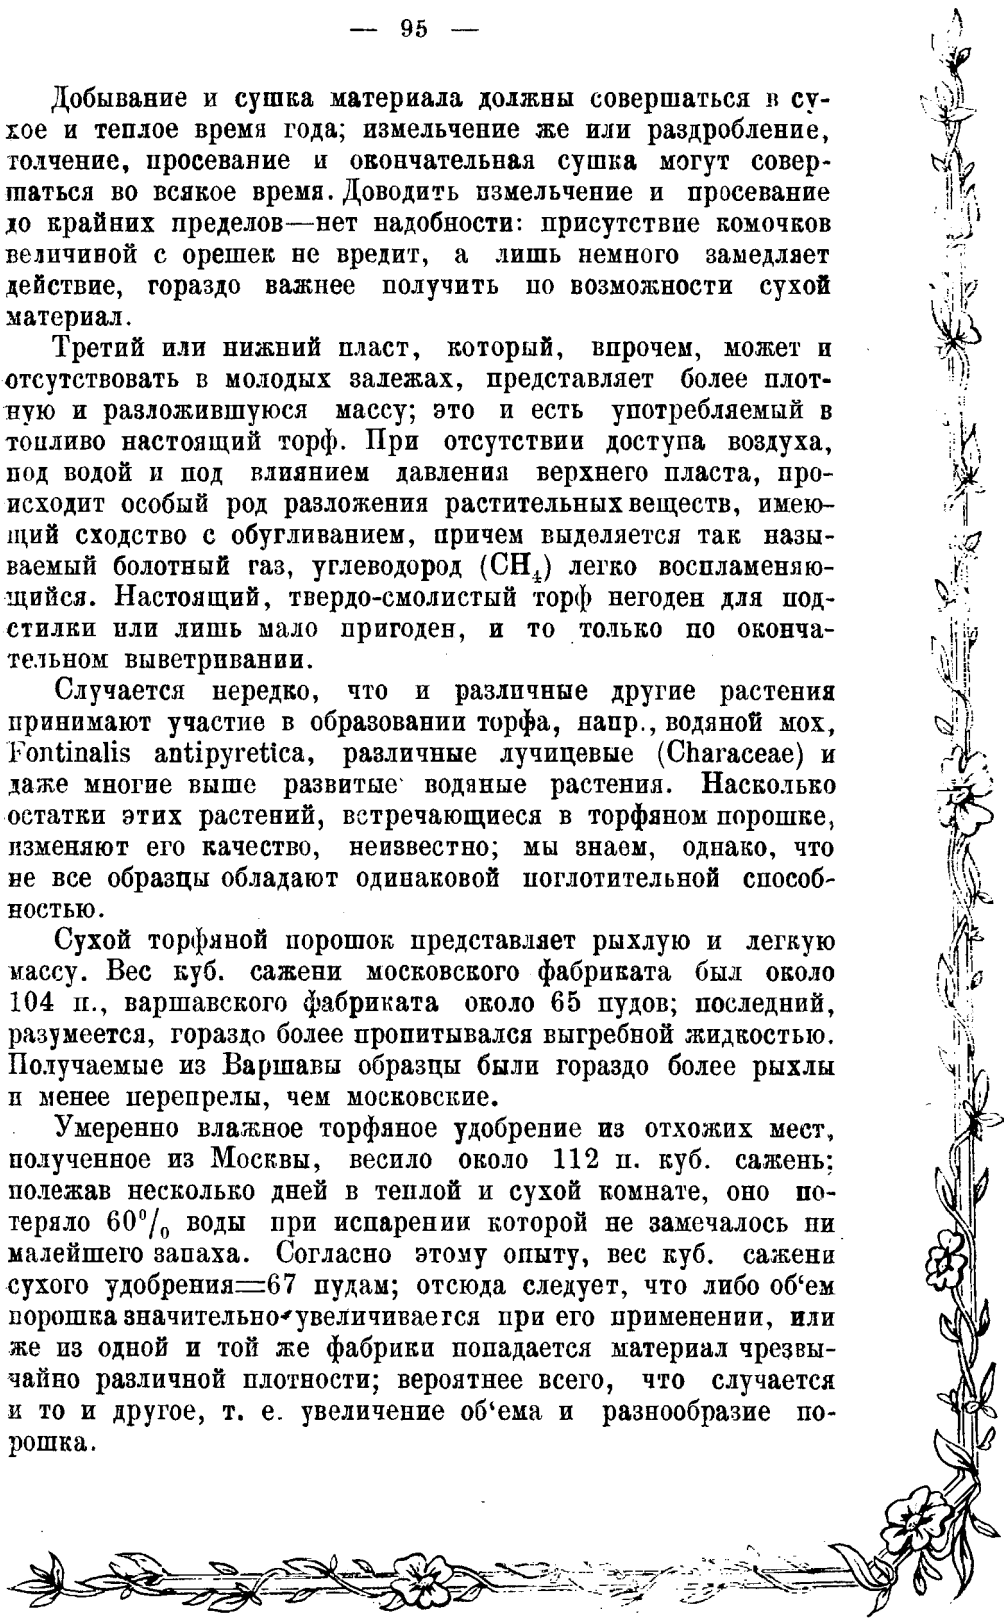 — 95 —
Добывание и сушка материала должны совершаться в су-
хое и теплое время года; измельчение же или раздробление,
толчение, просевание и окончательная сушка могут совер-
шаться во всякое время. Доводить измельчение и просевание
до крайних пределов—нет надобности: присутствие комочков
величиной с орешек не вредит, а лишь немного замедляет
действие, гораздо важнее получить по возможности сухой
материал.
Третий или нижний пласт, который, впрочем, может и
отсутствовать в молодых залежах, представляет более плот-
ную и разложившуюся массу; это и есть употребляемый в
топливо настоящий торф. При отсутствии доступа воздуха,
под водой и под влиянием давления верхнего пласта, про-
исходит особый род разложения растительных веществ, имею-
щий сходство с обугливанием, причем выделяется так назы-
ваемый болотный газ, углеводород (CH₄) легко воспламеняю-
щийся. Настоящий, твердо-смолистый торф негоден для под-
стилки или лишь мало пригоден, и то только по оконча-
тельном выветривании.
Случается нередко, что и различные другие растения
принимают участие в образовании торфа, напр., водяной мох,
Fontinalis antipyretica, различные лучицевые (Characeae) и
даже многие выше развитые водяные растения. Насколько
остатки этих растений, встречающиеся в торфяном порошке,
изменяют его качество, неизвестно; мы знаем, однако, что
не все образцы обладают одинаковой поглотительной способ-
ностью.
Сухой торфяной порошок представляет рыхлую и легкую
массу. Вес куб. сажени московского фабриката был около
104 п., варшавского фабриката около 65 пудов; последний,
разумеется, гораздо более пропитывался выгребной жидкостью.
Получаемые из Варшавы образцы были гораздо более рыхлы
и менее перепрелы, чем московские.
Умеренно влажное торфяное удобрение из отхожих мест,
полученное из Москвы, весило около 112 п. куб. сажень;
полежав несколько дней в теплой и сухой комнате, оно по-
теряло 60% воды при испарении которой не замечалось ни
малейшего запаха. Согласно этому опыту, вес куб. сажени
сухого удобрения=67 пудам; отсюда следует, что либо об‘ем
порошка значительно увеличивается при его применении, или
же из одной и той же фабрики попадается материал чрезвы-
чайно различной плотности; вероятнее всего, что случается
и то и другое, т. е. увеличение об‘ема и разнообразие по-
рошка.